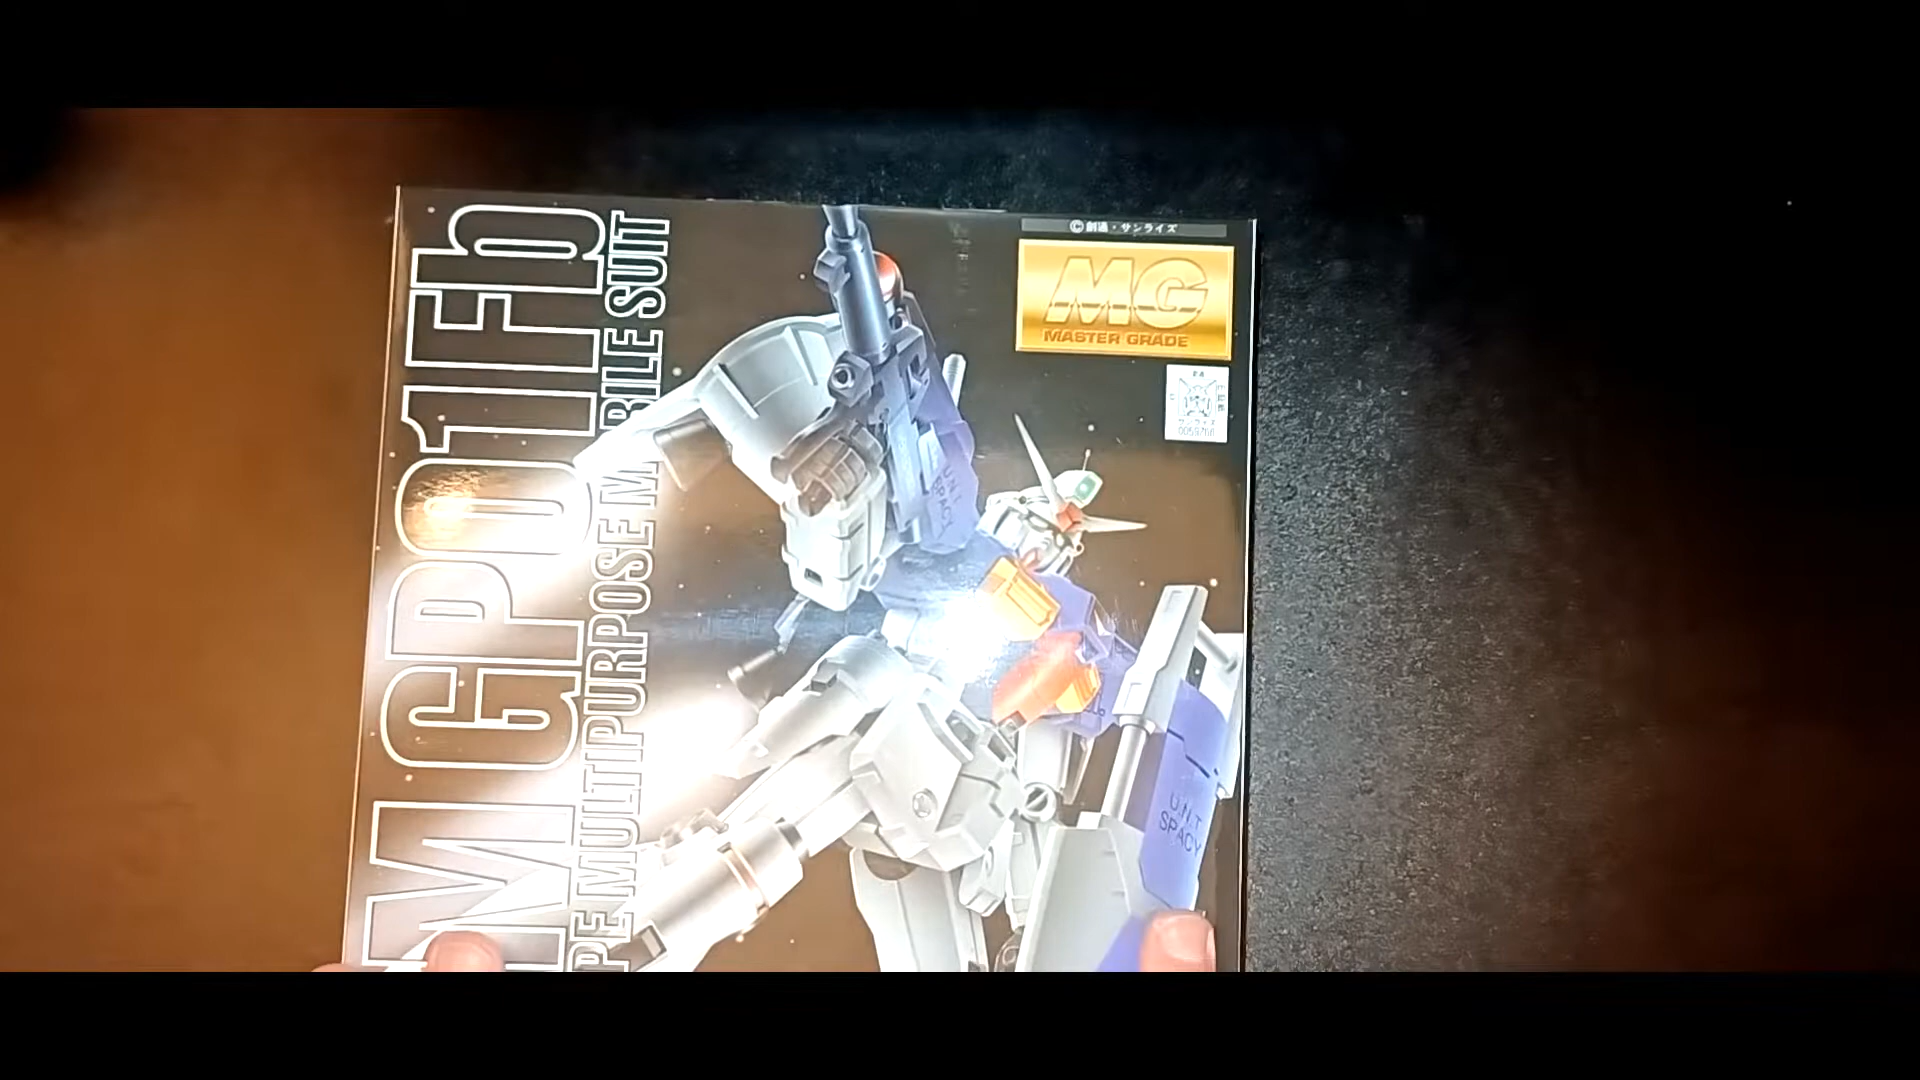 M GP01Fb
PE MULTIPURPOSE M BILE SUIT
©創通・サンライズ
MG
MASTER GRADE
U.N.T
SPACY
U.N.T
SPACY